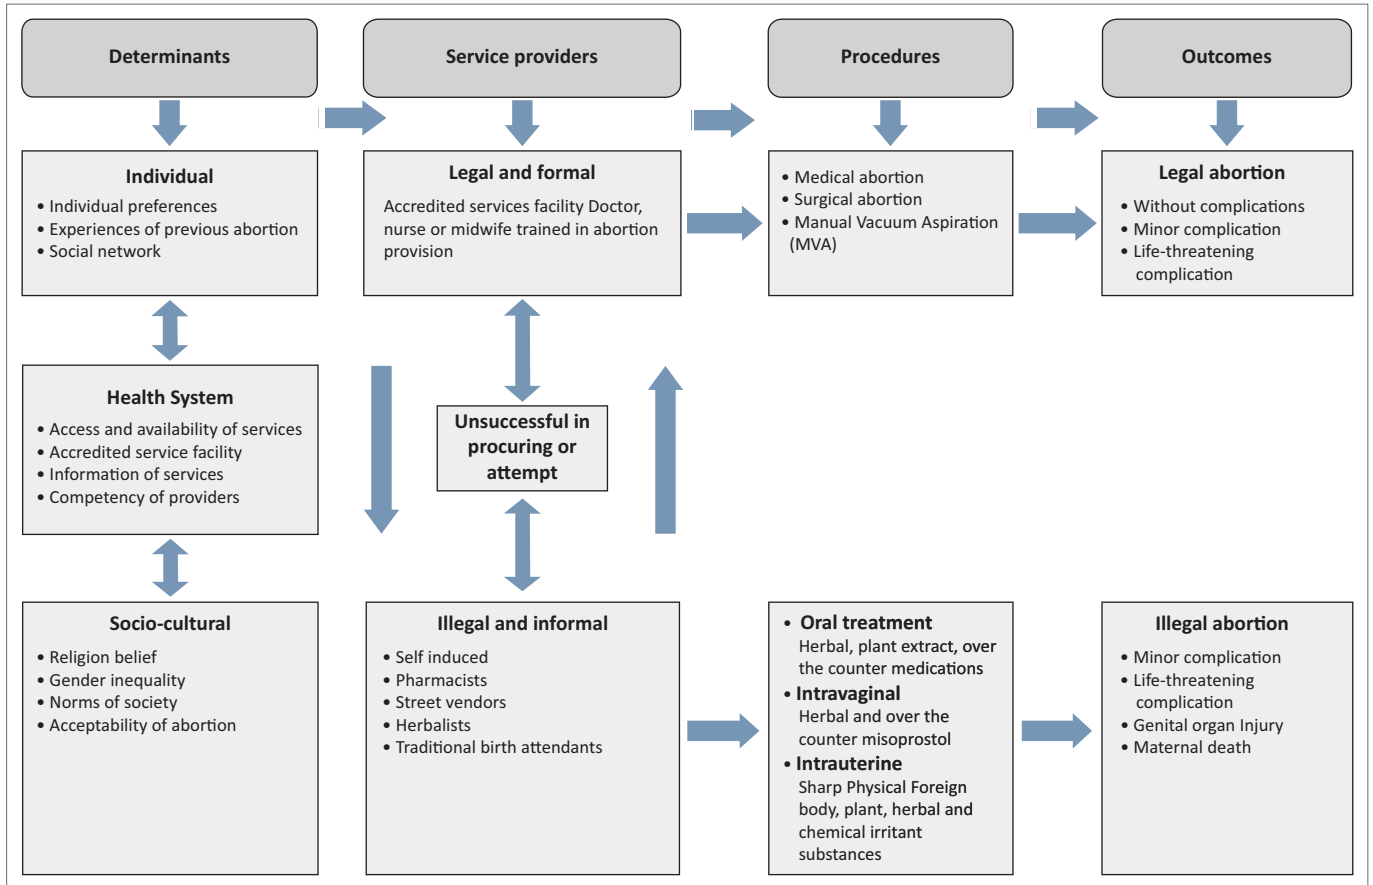 Determinants
Service providers
Procedures
Outcomes
Individual
• Individual preferences
• Experiences of previous abortion
• Social network
Legal and formal
Accredited services facility Doctor,
nurse or midwife trained in abortion
provision
• Medical abortion
• Surgical abortion
• Manual Vacuum Aspiration
(MVA)
Legal abortion
• Without complications
• Minor complication
• Life-threatening
complication
Health System
• Access and availability of services
• Accredited service facility
• Information of services
• Competency of providers
Unsuccessful in
procuring or
attempt
Socio-cultural
• Religion belief
• Gender inequality
• Norms of society
• Acceptability of abortion
Illegal and informal
• Self induced
• Pharmacists
• Street vendors
• Herbalists
• Traditional birth attendants
• Oral treatment
Herbal, plant extract, over
the counter medications
• Intravaginal
Herbal and over the
counter misoprostol
• Intrauterine
Sharp Physical Foreign
body, plant, herbal and
chemical irritant
substances
Illegal abortion
• Minor complication
• Life-threatening
complication
• Genital organ Injury
• Maternal death